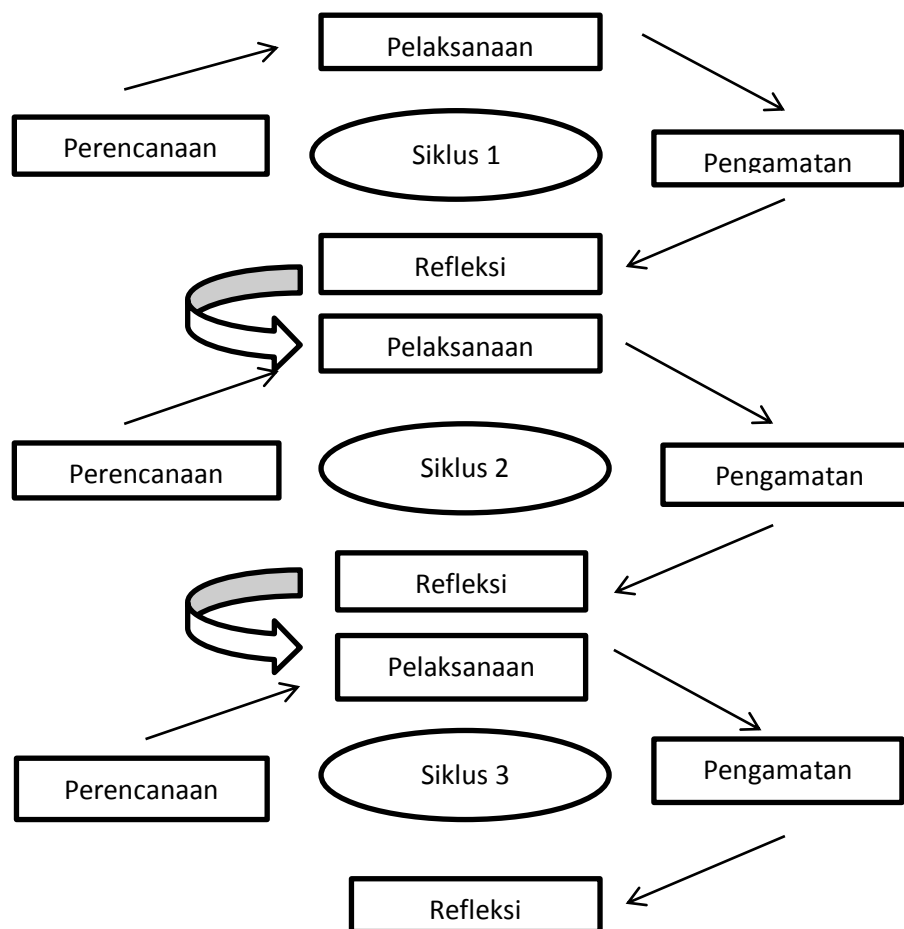 Pelaksanaan
Perencanaan
Siklus 1
Pengamatan
Refleksi
Pelaksanaan
Perencanaan
Siklus 2
Pengamatan
Refleksi
Pelaksanaan
Perencanaan
Siklus 3
Pengamatan
Refleksi